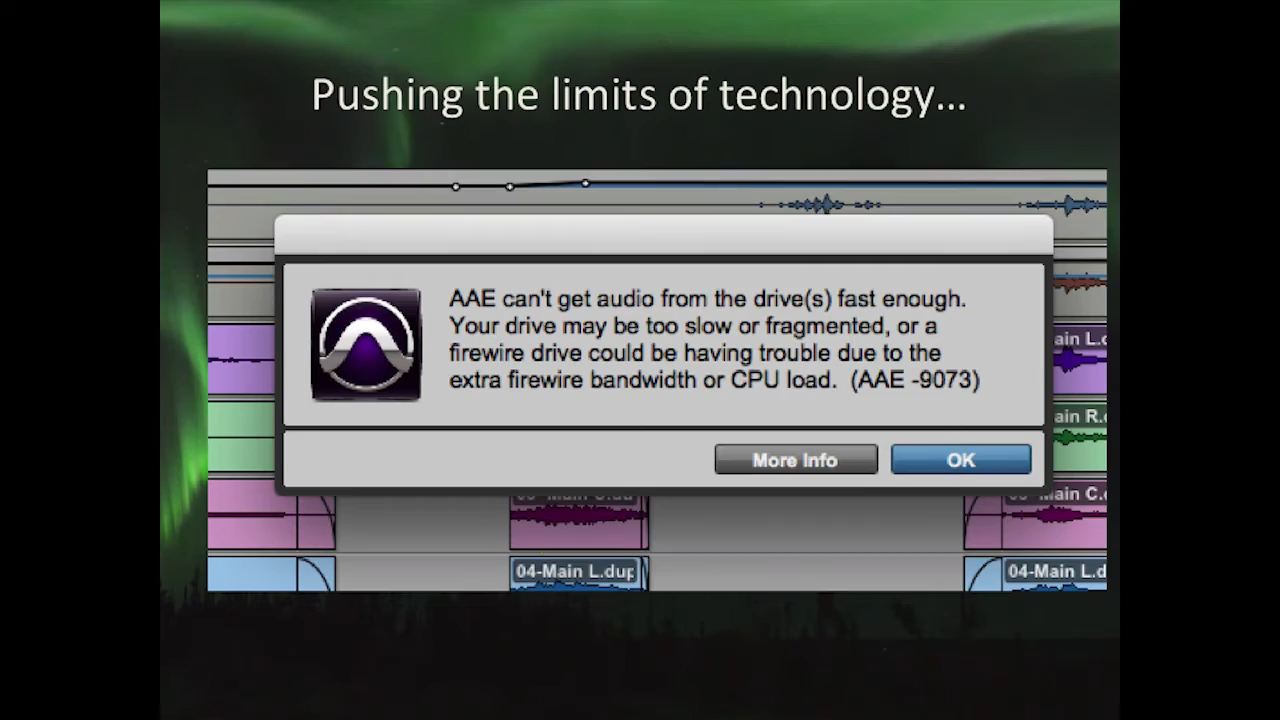 Pushing the limits of technology…
AAE can't get audio from the drive(s) fast enough.
Your drive may be too slow or fragmented, or a
firewire drive could be having trouble due to the
extra firewire bandwidth or CPU load.  (AAE -9073)
ain L.
More Info
OK
ain R.
Main C.
04-Main L.dup
04-Main L.d